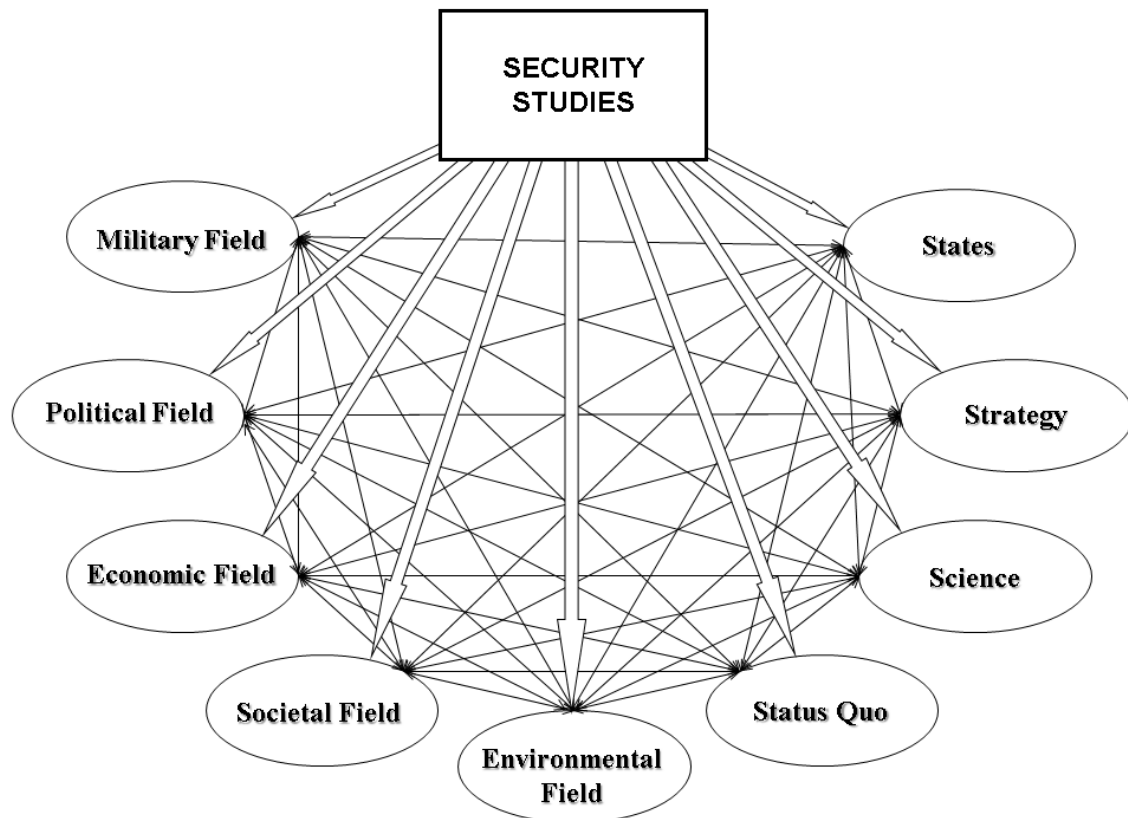 SECURITY
STUDIES
Military Field
States
Political Field
Strategy
Economic Field
Science
Societal Field
Status Quo
Environmental
Field